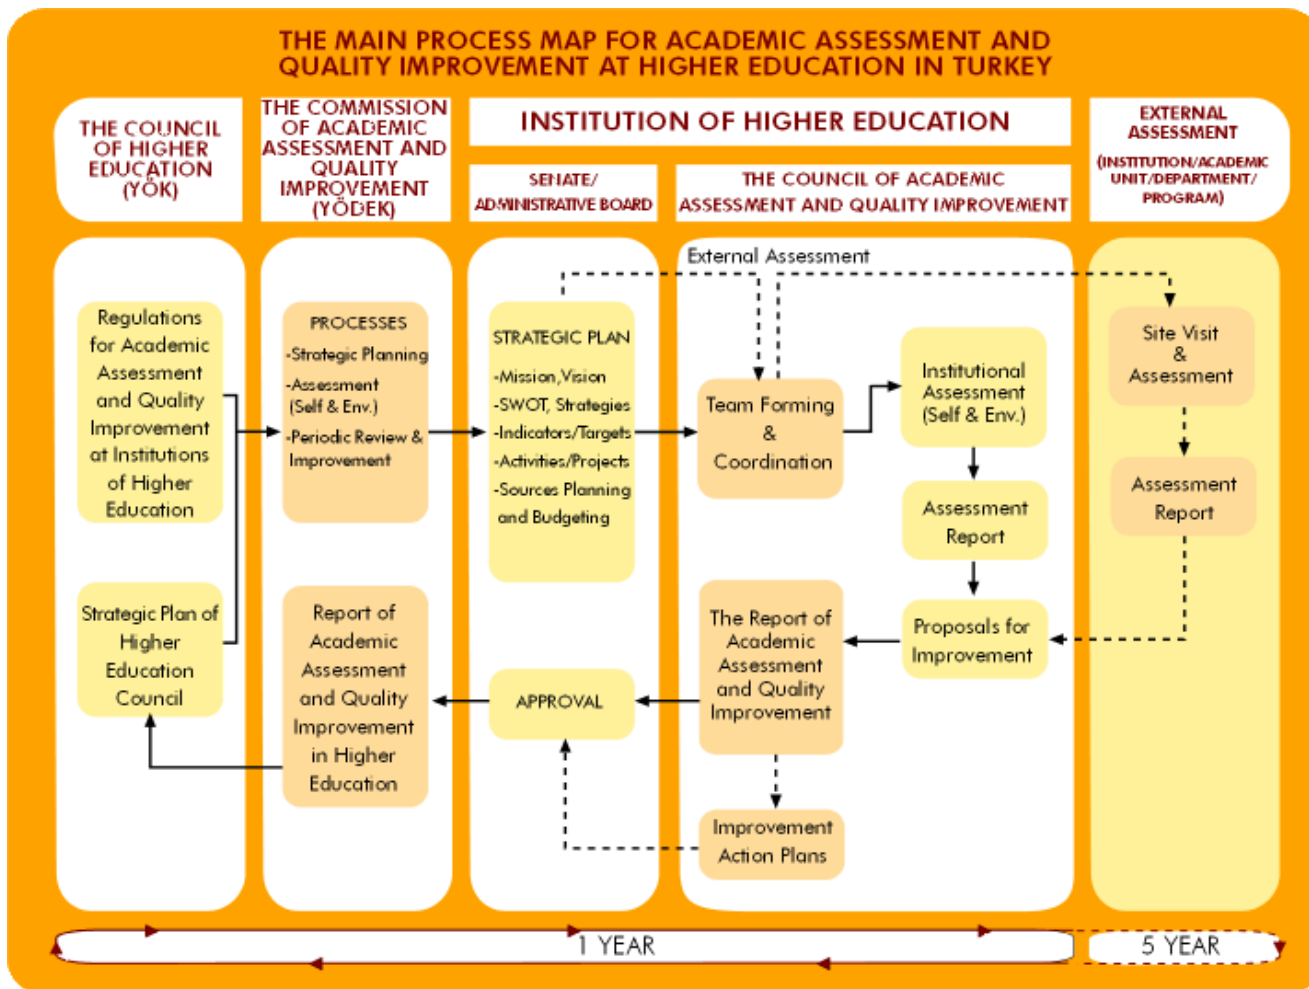 THE MAIN PROCESS MAP FOR ACADEMIC ASSESSMENT AND
QUALITY IMPROVEMENT AT HIGHER EDUCATION IN TURKEY
THE COUNCIL
OF HIGHER
EDUCATION
(YÖK)
THE COMMISSION
OF ACADEMIC
ASSESSMENT AND
QUALITY
IMPROVEMENT
(YÖDEK)
INSTITUTION OF HIGHER EDUCATION
SENATE/
ADMINISTRATIVE BOARD
THE COUNCIL OF ACADEMIC
ASSESSMENT AND QUALITY IMPROVEMENT
EXTERNAL
ASSESSMENT
(INSTITUTION/ACADEMIC
UNIT/DEPARTMENT/
PROGRAM)
Regulations
for Academic
Assessment
and Quality
Improvement
at Institutions
of Higher
Education
Strategic Plan of
Higher
Education
Council
PROCESSES
-Strategic Planning
-Assessment
(Self & Env.)
-Periodic Review &
Improvement
Report of
Academic
Assessment
and Quality
Improvement
in Higher
Education
STRATEGIC PLAN
-Mission,Vision
-SWOT, Strategies
-Indicators/Targets
-Activities/Projects
-Sources Planning
and Budgeting
APPROVAL
External Assessment
Team Forming
&
Coordination
Institutional
Assessment
(Self & Env.)
Assessment
Report
Proposals for
Improvement
The Report of
Academic
Assessment
and Quality
Improvement
Improvement
Action Plans
Site Visit
&
Assessment
Assessment
Report
1 YEAR
5 YEAR